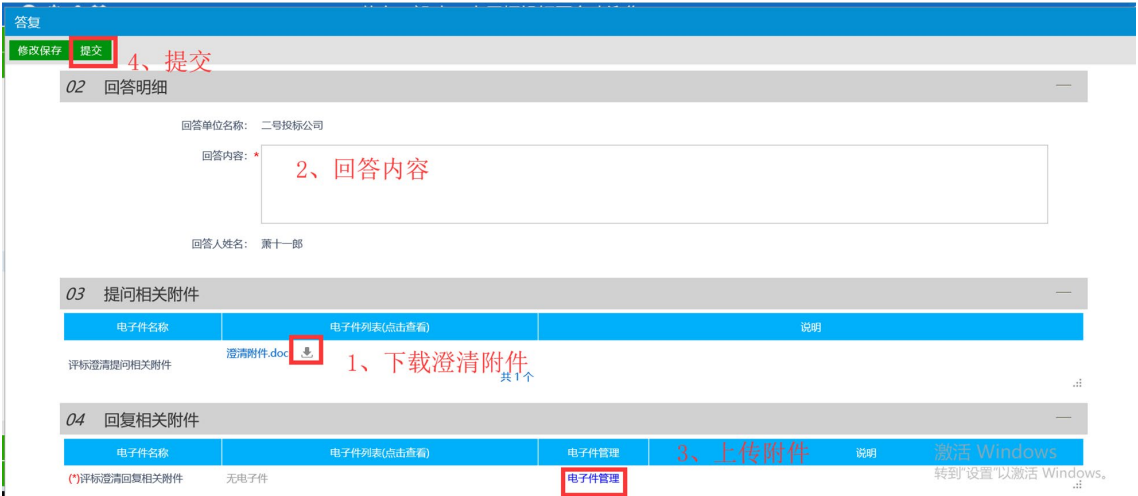 答复
修改保存 提交
4、提交
02 回答明细
回答单位名称: 二号投标公司
回答内容: *
2、回答内容
回答人姓名: 萧十一郎
03 提问相关附件
电子件名称 电子件列表(点击查看) 说明
评标澄清提问相关附件 澄清附件.doc
1、下载澄清附件
共 1 个
04 回复相关附件
电子件名称 电子件列表(点击查看) 电子件管理 说明
3、上传附件
(*)评标澄清回复相关附件 无电子件 电子件管理
激活 Windows
转到"设置"以激活 Windows。